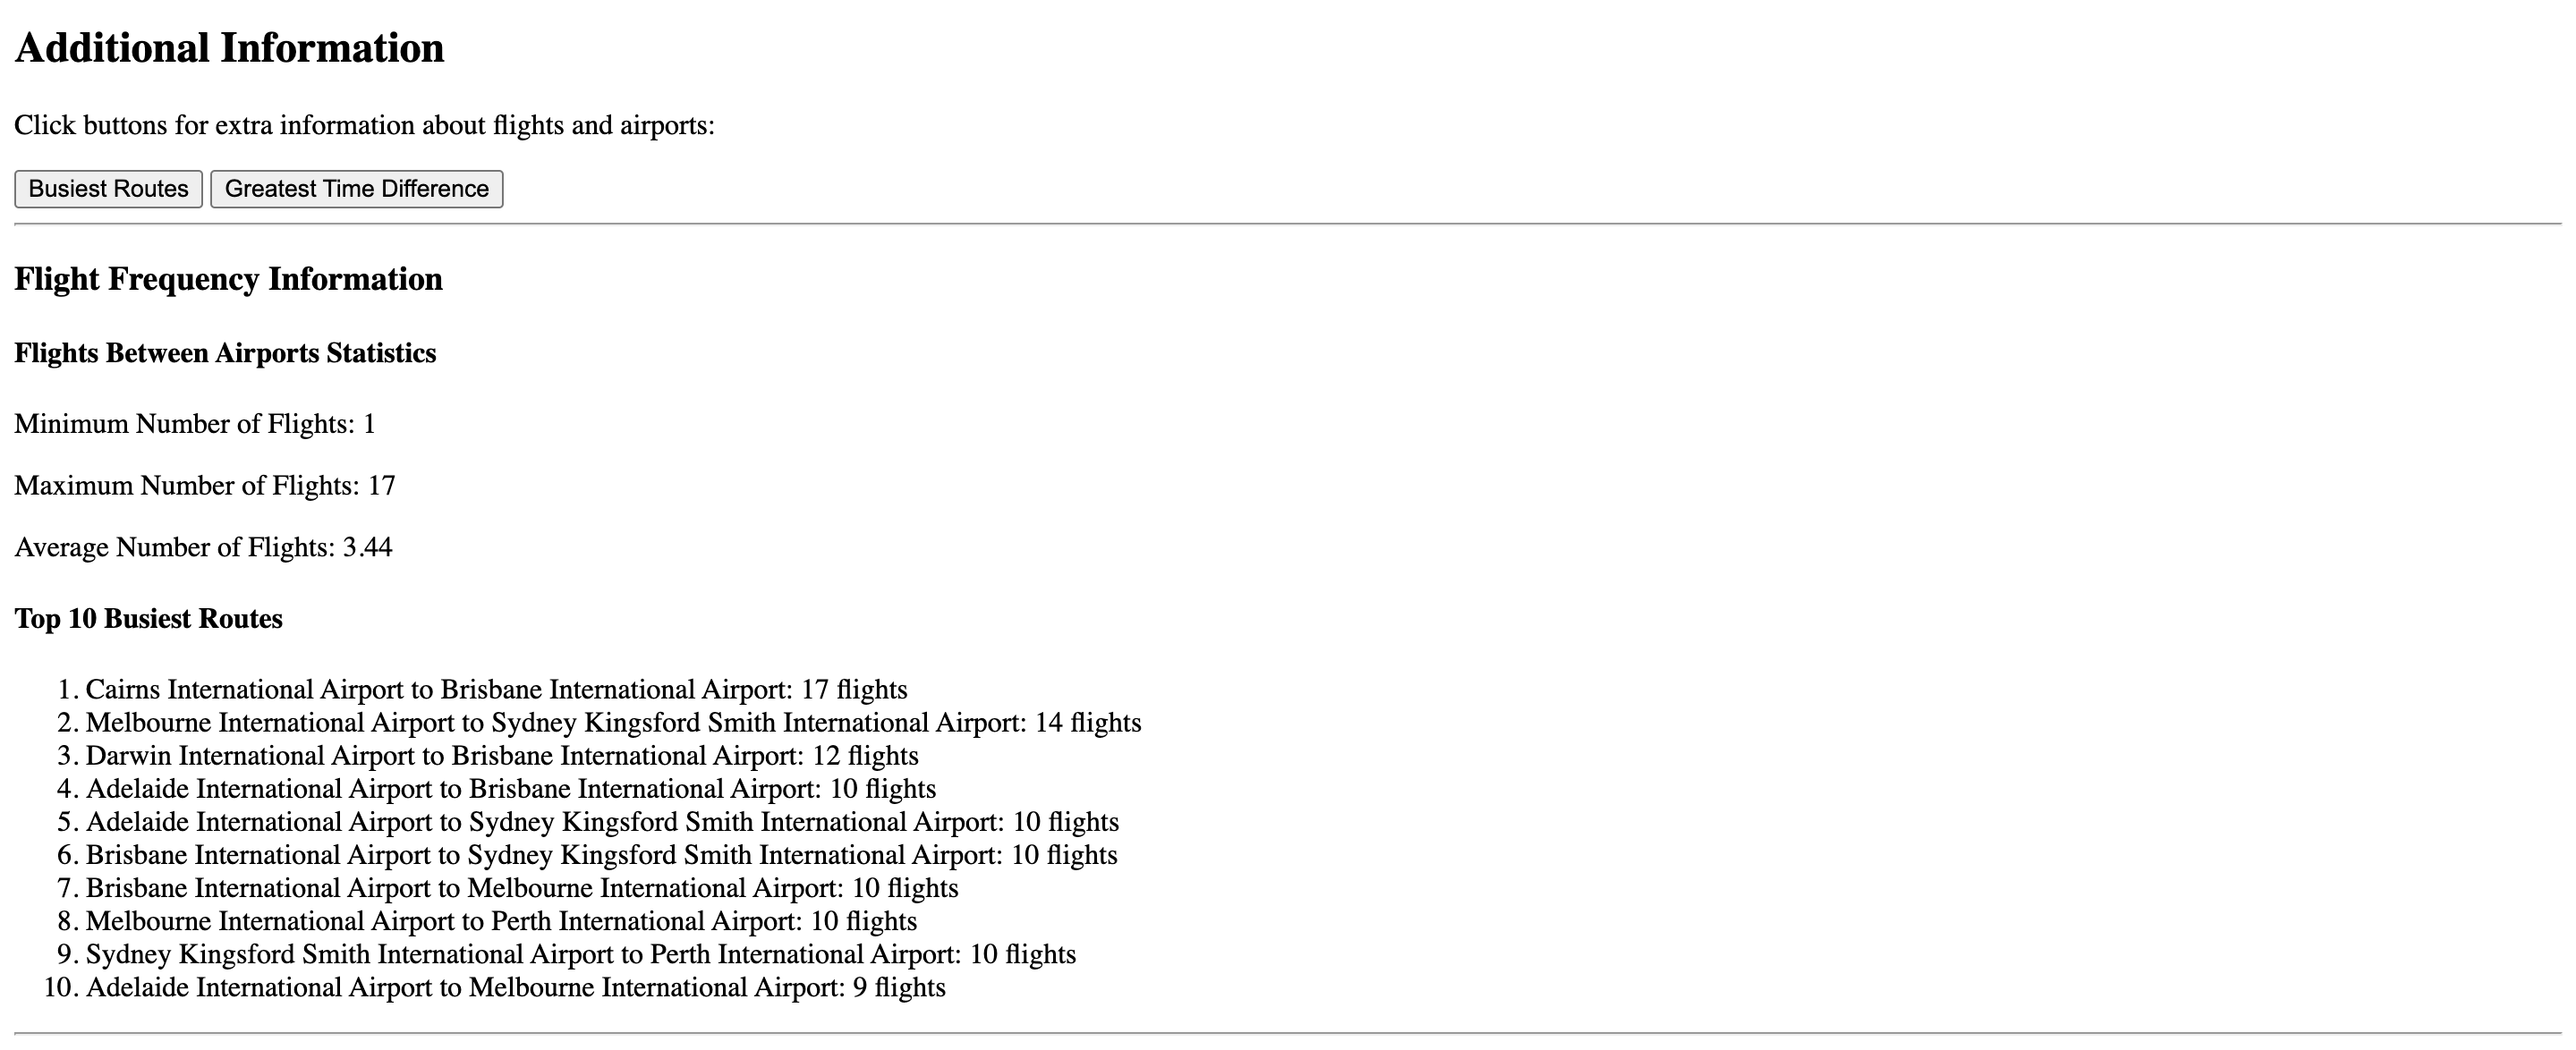 Additional Information
Click buttons for extra information about flights and airports:
Busiest Routes Greatest Time Difference
Flight Frequency Information
Flights Between Airports Statistics
Minimum Number of Flights: 1
Maximum Number of Flights: 17
Average Number of Flights: 3.44
Top 10 Busiest Routes
1. Cairns International Airport to Brisbane International Airport: 17 flights
2. Melbourne International Airport to Sydney Kingsford Smith International Airport: 14 flights
3. Darwin International Airport to Brisbane International Airport: 12 flights
4. Adelaide International Airport to Brisbane International Airport: 10 flights
5. Adelaide International Airport to Sydney Kingsford Smith International Airport: 10 flights
6. Brisbane International Airport to Sydney Kingsford Smith International Airport: 10 flights
7. Brisbane International Airport to Melbourne International Airport: 10 flights
8. Melbourne International Airport to Perth International Airport: 10 flights
9. Sydney Kingsford Smith International Airport to Perth International Airport: 10 flights
10. Adelaide International Airport to Melbourne International Airport: 9 flights